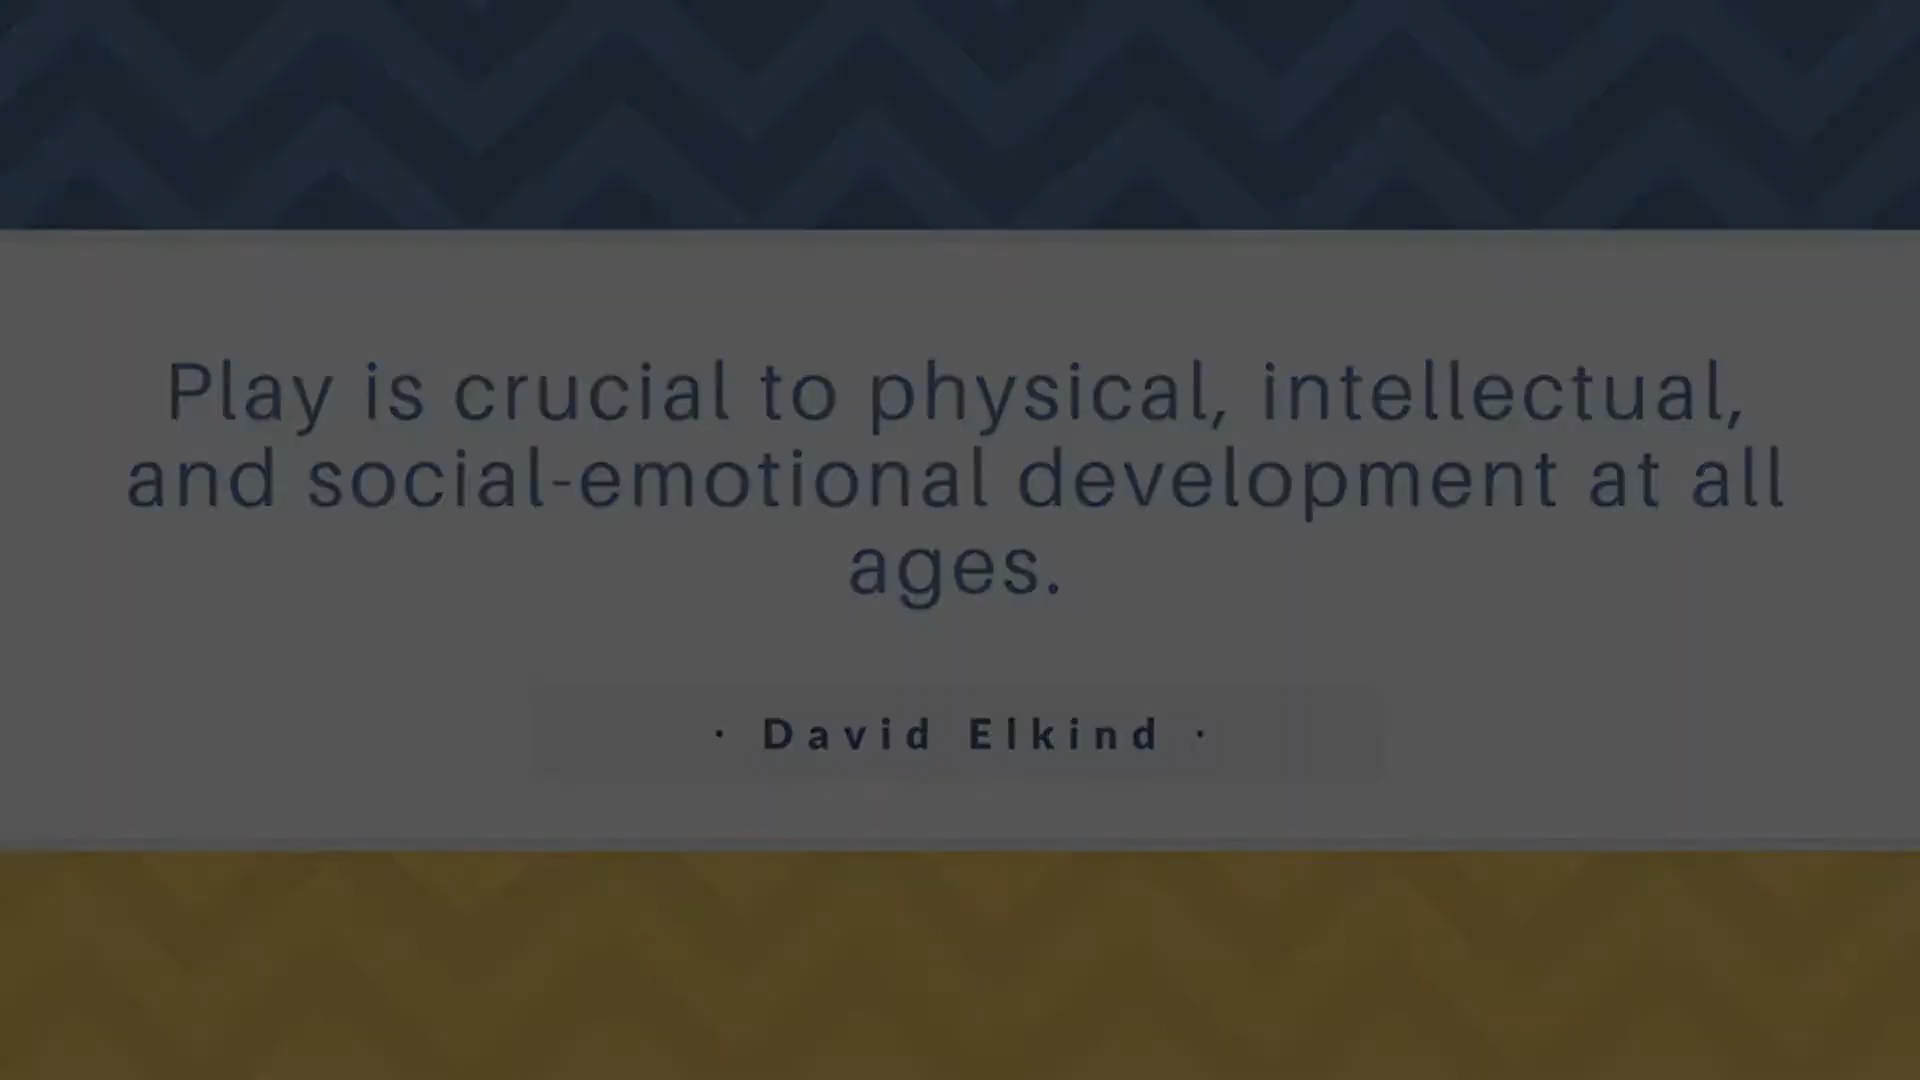 Play is crucial to physical, intellectual,
and social-emotional development at all
ages.
· David Elkind ·